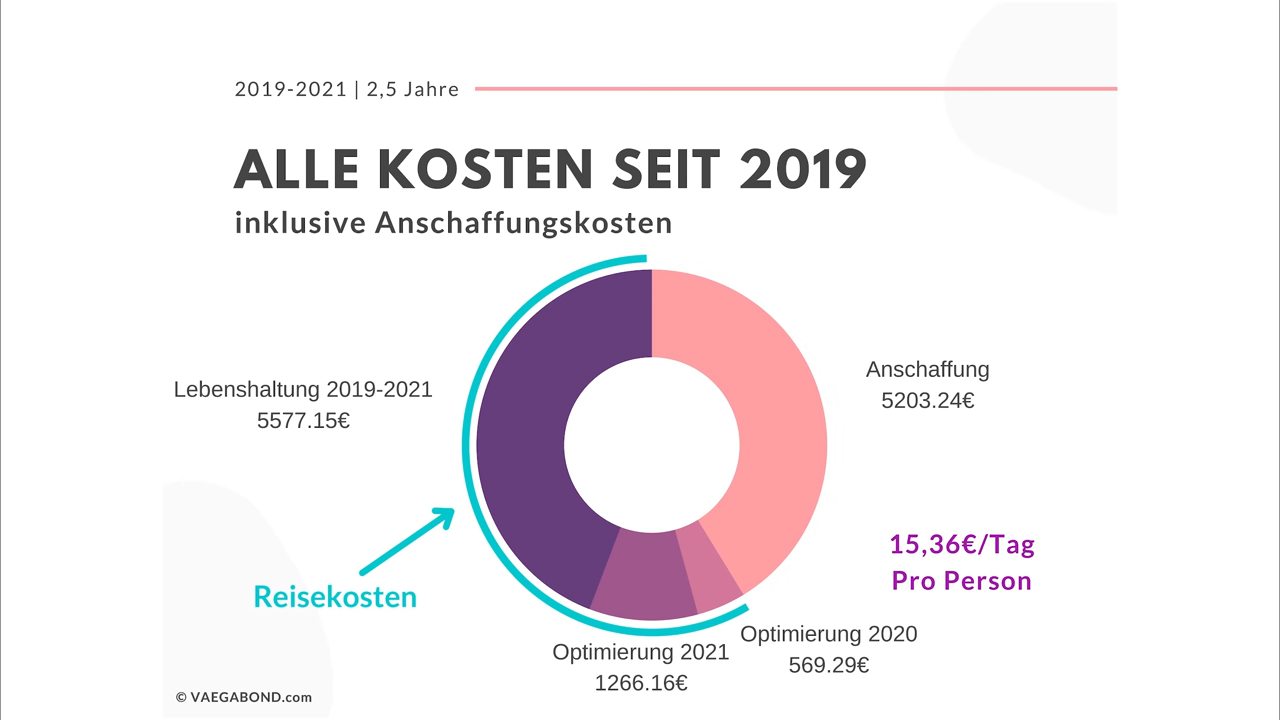 2019-2021 | 2,5 Jahre
ALLE KOSTEN SEIT 2019
inklusive Anschaffungskosten
Lebenshaltung 2019-2021
5577.15€
Anschaffung
5203.24€
15,36€/Tag
Pro Person
Reisekosten
Optimierung 2020
569.29€
Optimierung 2021
1266.16€
© VAEGABOND.com